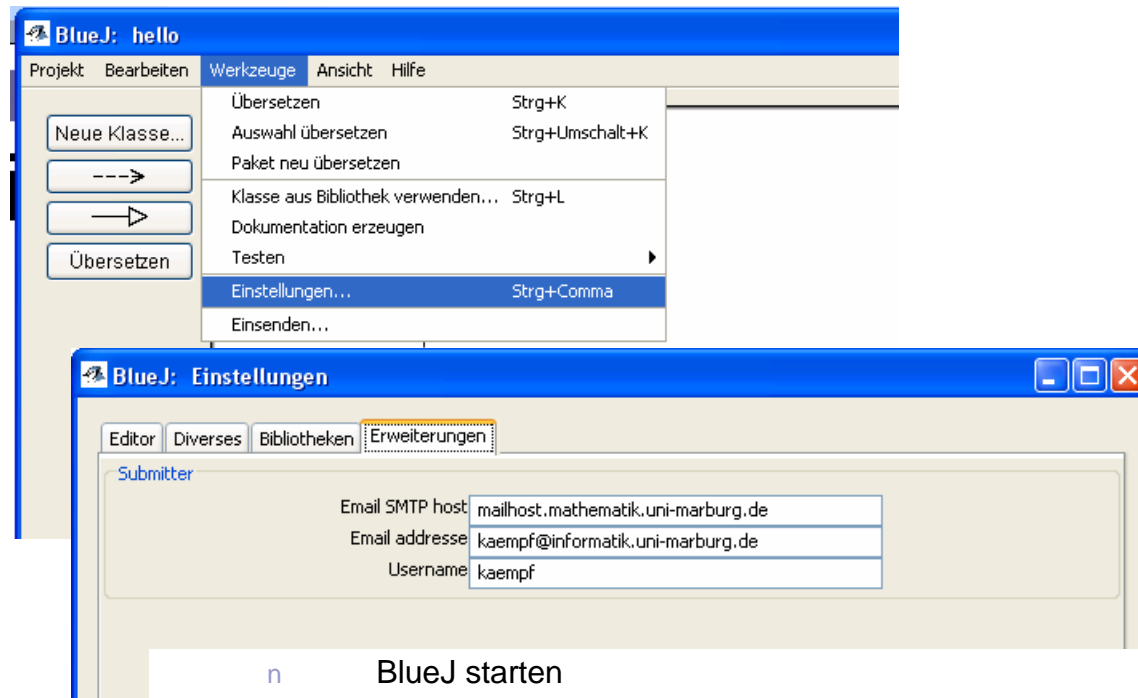 BlueJ: hello
Projekt Bearbeiten Werkzeuge Ansicht Hilfe
Neue Klasse...
Übersetzen
Übersetzen Strg+K
Auswahl übersetzen Strg+Umschalt+K
Paket neu übersetzen
Klasse aus Bibliothek verwenden... Strg+L
Dokumentation erzeugen
Testen
Einstellungen... Strg+Comma
Einsenden...
BlueJ: Einstellungen
Editor Diverses Bibliotheken Erweiterungen
Submitter
Email SMTP host mailhost.mathematik.uni-marburg.de
Email addresse kaempf@informatik.uni-marburg.de
Username kaempf
n BlueJ starten